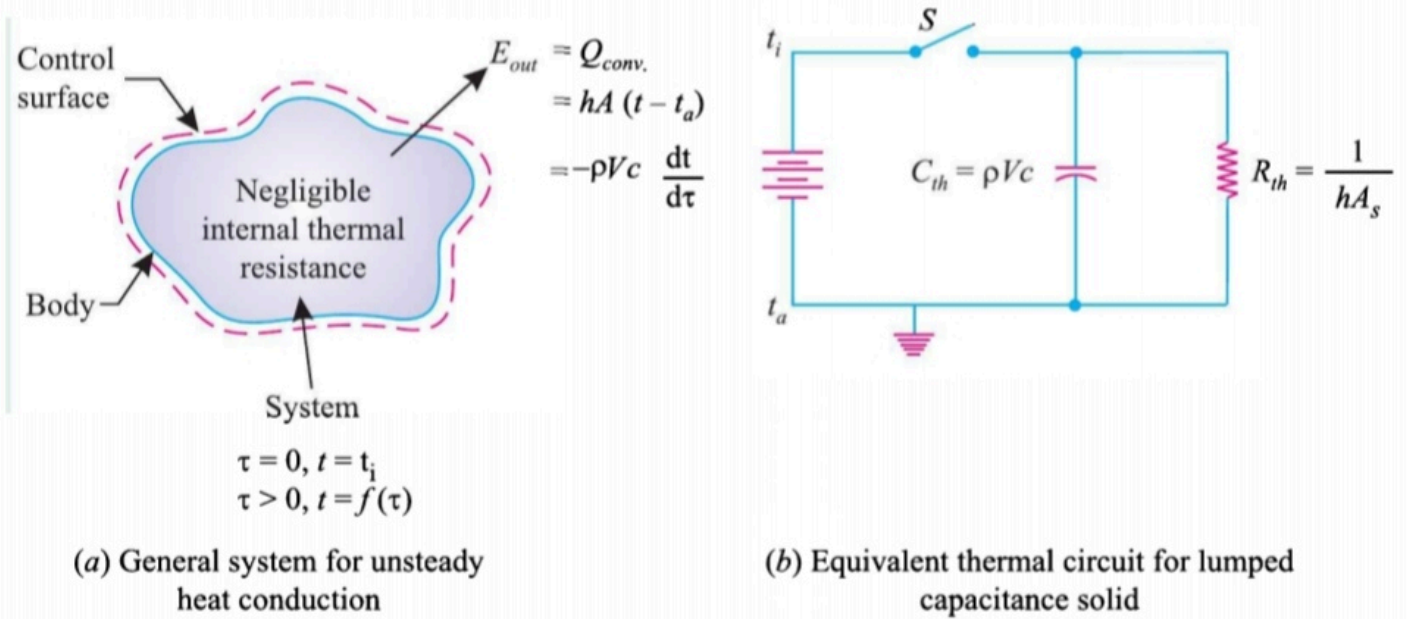 Control
surface
E_out = Q_conv.
= hA (t – t_a)
=–ρVc dt/dτ
Negligible
internal thermal
resistance
Body
System
τ = 0, t = t_i
τ > 0, t = f (τ)
(a) General system for unsteady
heat conduction
S
t_i
C_th = ρVc
R_th = 1/hA_s
t_a
(b) Equivalent thermal circuit for lumped
capacitance solid